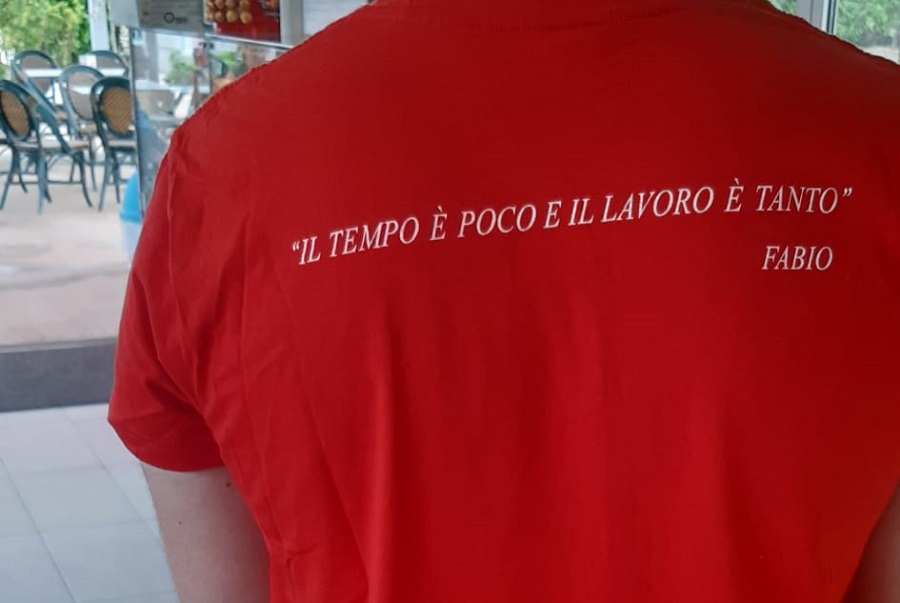 “IL TEMPO È POCO E IL LAVORO È TANTO”
FABIO